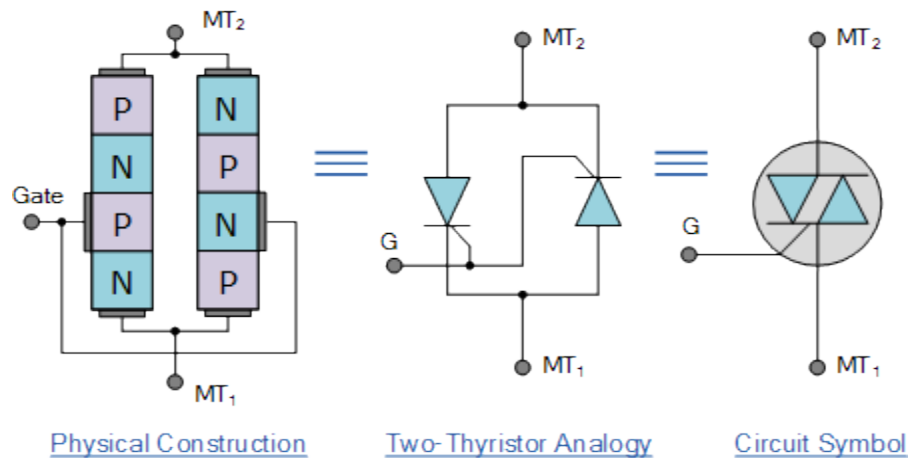 MT₂
P N
N P
Gate
P N
N P
MT₁
Physical Construction
MT₂
G
MT₁
Two-Thyristor Analogy
MT₂
G
MT₁
Circuit Symbol